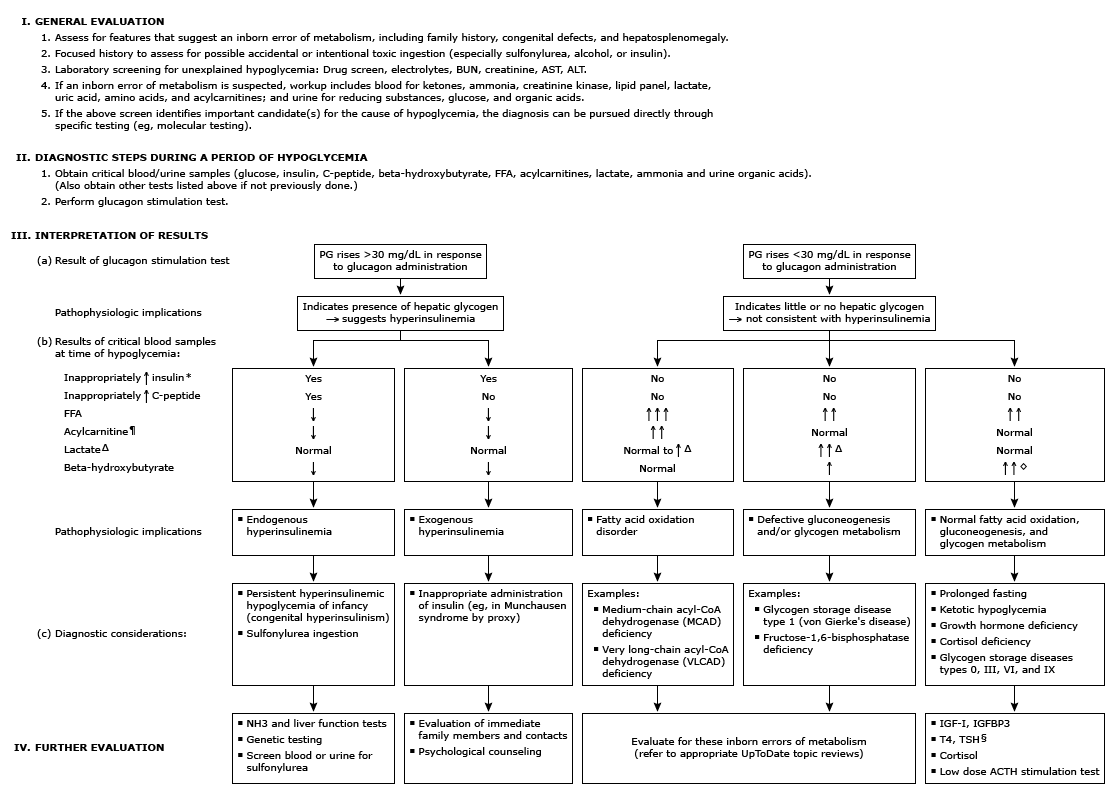 I. GENERAL EVALUATION
1. Assess for features that suggest an inborn error of metabolism, including family history, congenital defects, and hepatosplenomegaly.
2. Focused history to assess for possible accidental or intentional toxic ingestion (especially sulfonylurea, alcohol, or insulin).
3. Laboratory screening for unexplained hypoglycemia: Drug screen, electrolytes, BUN, creatinine, AST, ALT.
4. If an inborn error of metabolism is suspected, workup includes blood for ketones, ammonia, creatinine kinase, lipid panel, lactate,
uric acid, amino acids, and acylcarnitines; and urine for reducing substances, glucose, and organic acids.
5. If the above screen identifies important candidate(s) for the cause of hypoglycemia, the diagnosis can be pursued directly through
specific testing (eg, molecular testing).
II. DIAGNOSTIC STEPS DURING A PERIOD OF HYPOGLYCEMIA
1. Obtain critical blood/urine samples (glucose, insulin, C-peptide, beta-hydroxybutyrate, FFA, acylcarnitines, lactate, ammonia and urine organic acids).
(Also obtain other tests listed above if not previously done.)
2. Perform glucagon stimulation test.
III. INTERPRETATION OF RESULTS
(a) Result of glucagon stimulation test
PG rises >30 mg/dL in response
to glucagon administration
PG rises <30 mg/dL in response
to glucagon administration
Pathophysiologic implications
Indicates presence of hepatic glycogen
→ suggests hyperinsulinemia
Indicates little or no hepatic glycogen
→ not consistent with hyperinsulinemia
(b) Results of critical blood samples
at time of hypoglycemia:
Inappropriately ↑ insulin* Yes Yes No No No
Inappropriately ↑ C-peptide Yes No No No No
FFA ↓ ↓ ↑↑↑ ↑↑ ↑↑
Acylcarnitine¶ ↓ ↓ ↑↑ Normal Normal
LactateΔ Normal Normal Normal to ↑Δ ↑↑Δ Normal
Beta-hydroxybutyrate ↓ ↓ Normal ↑ ↑↑◇
Pathophysiologic implications
▪ Endogenous
hyperinsulinemia
▪ Exogenous
hyperinsulinemia
▪ Fatty acid oxidation
disorder
▪ Defective gluconeogenesis
and/or glycogen metabolism
▪ Normal fatty acid oxidation,
gluconeogenesis, and
glycogen metabolism
(c) Diagnostic considerations:
▪ Persistent hyperinsulinemic
hypoglycemia of infancy
(congenital hyperinsulinism)
▪ Sulfonylurea ingestion
▪ Inappropriate administration
of insulin (eg, in Munchausen
syndrome by proxy)
Examples:
▪ Medium-chain acyl-CoA
dehydrogenase (MCAD)
deficiency
▪ Very long-chain acyl-CoA
dehydrogenase (VLCAD)
deficiency
Examples:
▪ Glycogen storage disease
type 1 (von Gierke's disease)
▪ Fructose-1,6-bisphosphatase
deficiency
▪ Prolonged fasting
▪ Ketotic hypoglycemia
▪ Growth hormone deficiency
▪ Cortisol deficiency
▪ Glycogen storage diseases
types 0, III, VI, and IX
IV. FURTHER EVALUATION
▪ NH3 and liver function tests
▪ Genetic testing
▪ Screen blood or urine for
sulfonylurea
▪ Evaluation of immediate
family members and contacts
▪ Psychological counseling
Evaluate for these inborn errors of metabolism
(refer to appropriate UpToDate topic reviews)
▪ IGF-I, IGFBP3
▪ T4, TSH§
▪ Cortisol
▪ Low dose ACTH stimulation test